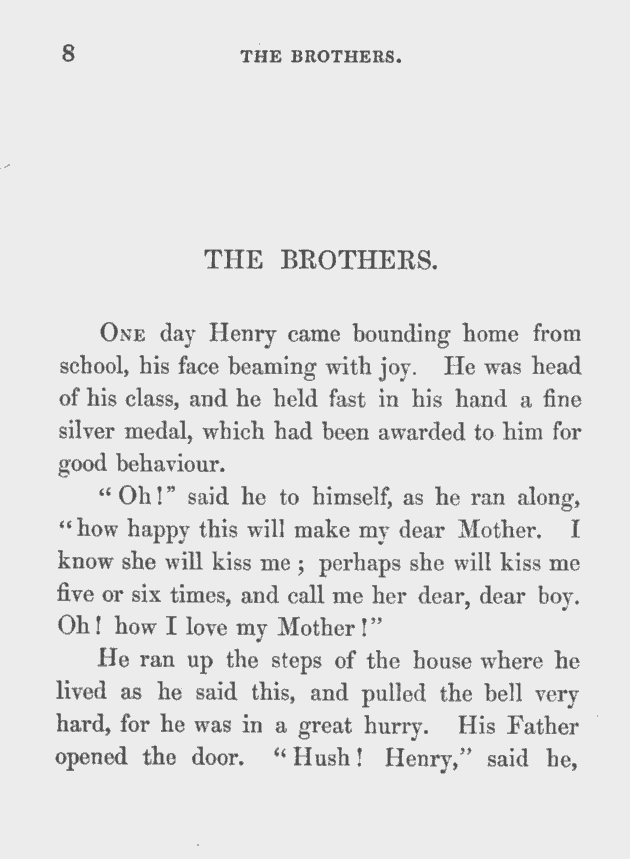 8 THE BROTHERS.
THE BROTHERS.
ONE day Henry came bounding home from
school, his face beaming with joy. He was head
of his class, and he held fast in his hand a fine
silver medal, which had been awarded to him for
good behaviour.
“ Oh!” said he to himself, as he ran along,
“how happy this will make my dear Mother. I
know she will kiss me ; perhaps she will kiss me
five or six times, and call me her dear, dear boy.
Oh! how I love my Mother!”
He ran up the steps of the house where he
lived as he said this, and pulled the bell very
hard, for he was in a great hurry. His Father
opened the door. “Hush! Henry,” said he,